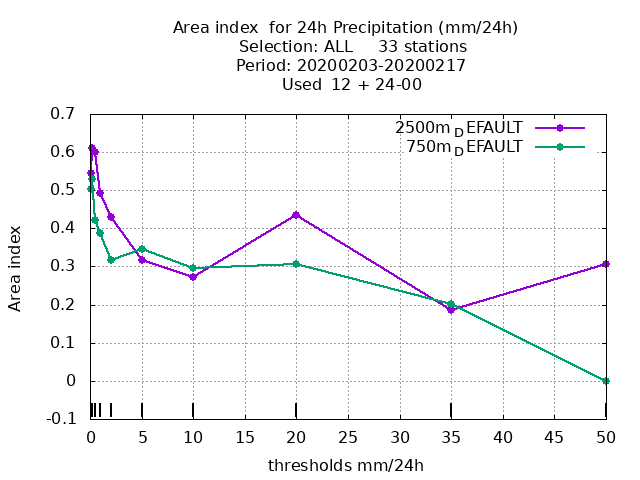 Area index  for 24h Precipitation (mm/24h)
Selection: ALL     33 stations
Period: 20200203-20200217
Used  12 + 24-00
2500m_DEFAULT
750m_DEFAULT
0.7
0.6
0.5
0.4
0.3
0.2
0.1
0
-0.1
Area index
0 5 10 15 20 25 30 35 40 45 50
thresholds mm/24h